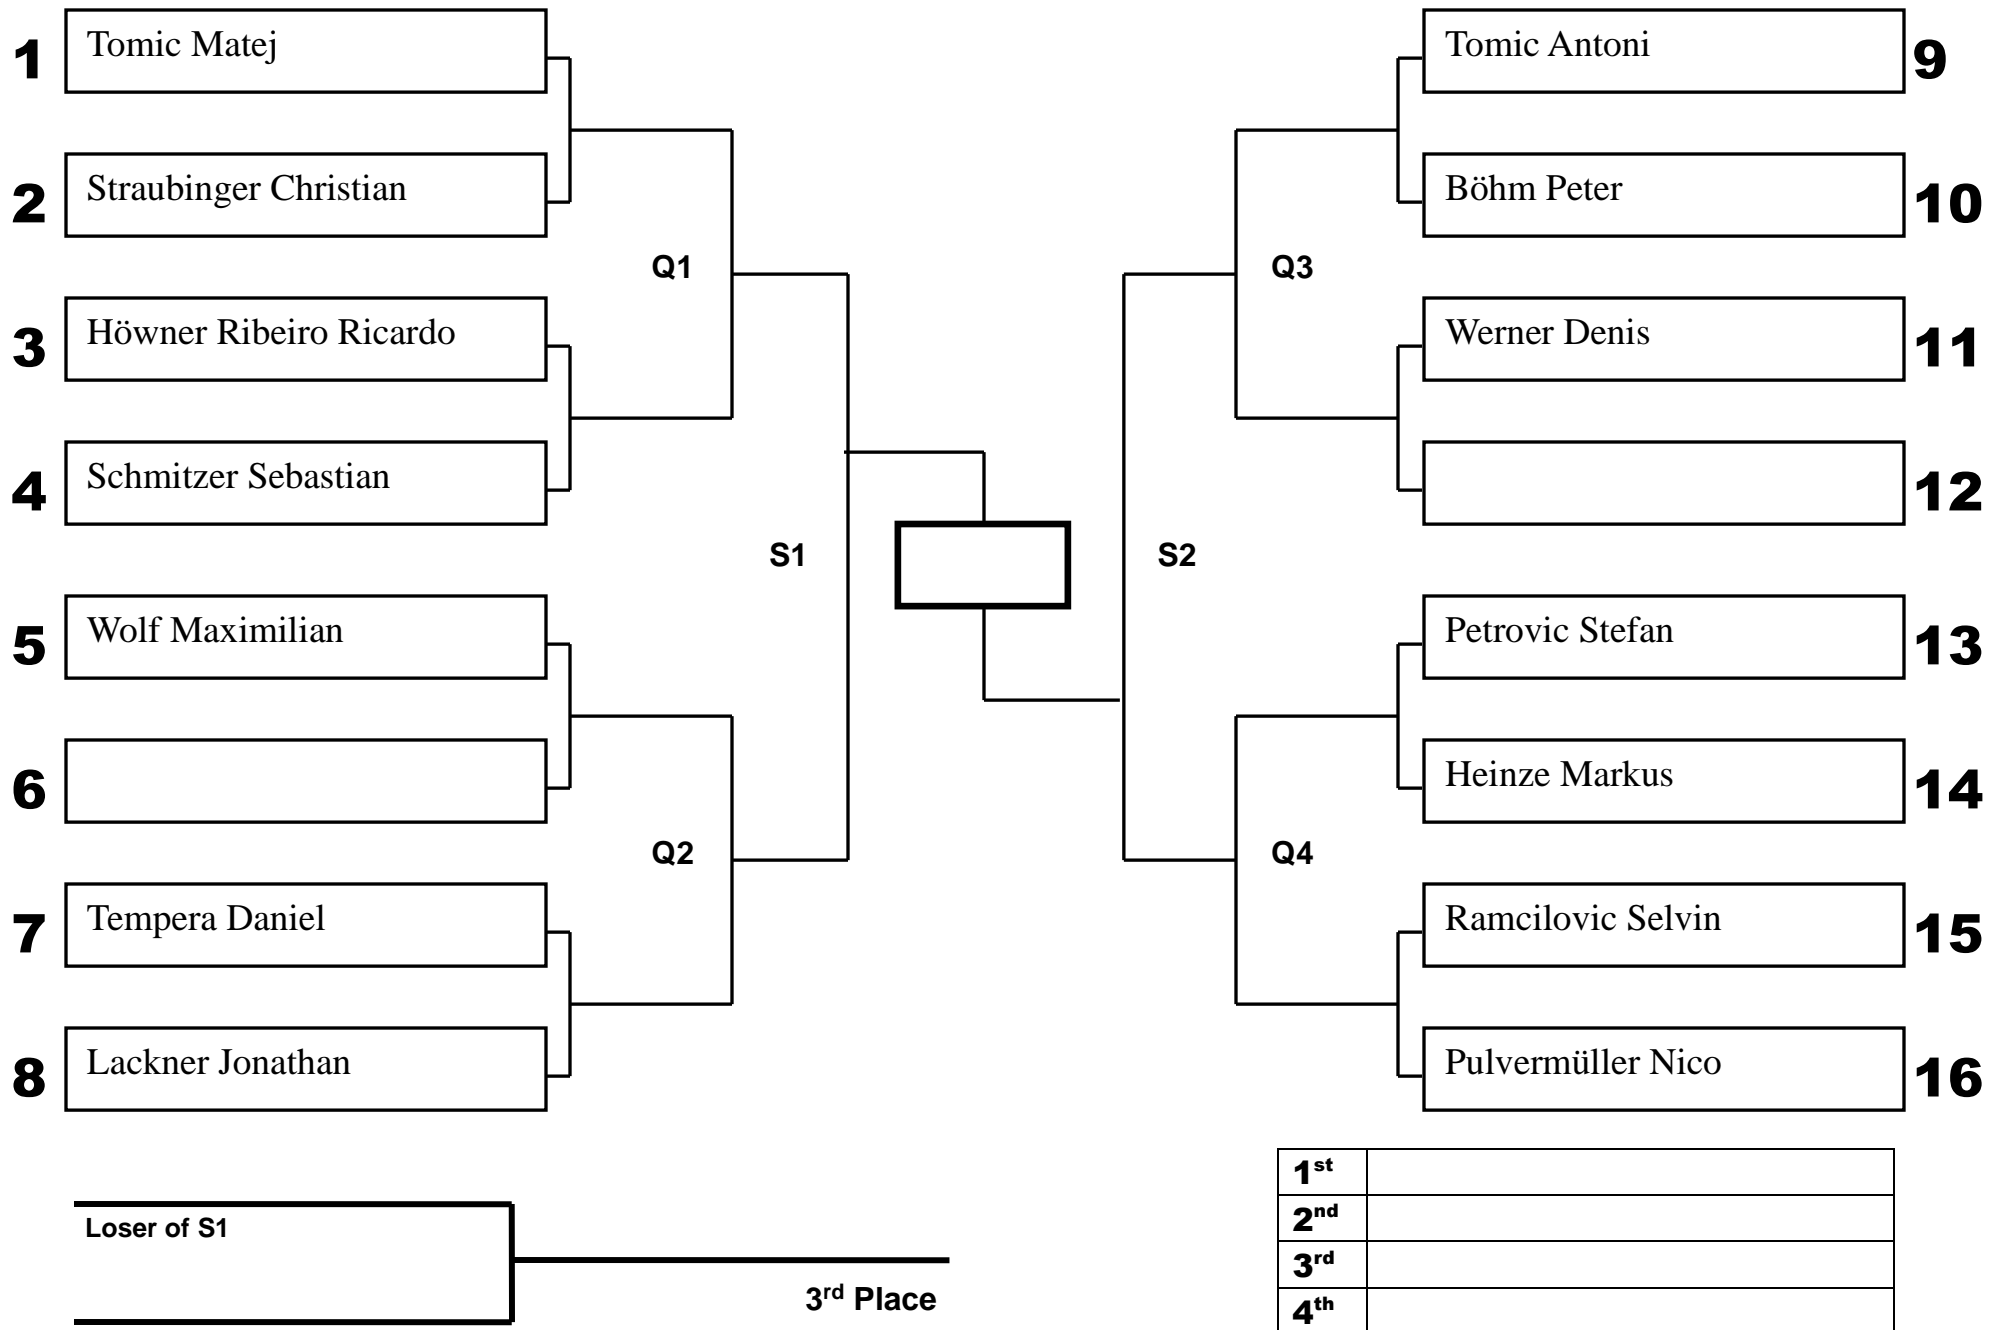 1 Tomic Matej
2 Straubinger Christian
Q1
3 Höwner Ribeiro Ricardo
4 Schmitzer Sebastian
S1
5 Wolf Maximilian
6
Q2
7 Tempera Daniel
8 Lackner Jonathan
Tomic Antoni 9
Böhm Peter 10
Q3
Werner Denis 11
12
S2
Petrovic Stefan 13
Heinze Markus 14
Q4
Ramcilovic Selvin 15
Pulvermüller Nico 16
Loser of S1
3rd Place
1st
2nd
3rd
4th